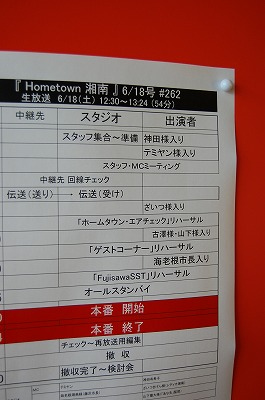 『 Hometown 湘南 』6/18号 #262
生放送 6/18(土) 12:30～13:24 (54分)
中継先 スタジオ 出演者
スタッフ集合～準備 神田様入り
テミヤン様入り
スタッフ・MCミーティング
中継先 回線チェック
伝送(送り) → 伝送(受け)
ざいつ様入り
「ホームタウン・エアチェック」リハーサル
古澤様・山下様入り
「ゲストコーナー」リハーサル
海老根市長入り
「FujisawaSST」リハーサル
オールスタンバイ
本番 開始
本番 終了
チェック～再放送用編集
撤 収
撤収完了～検討会
MC